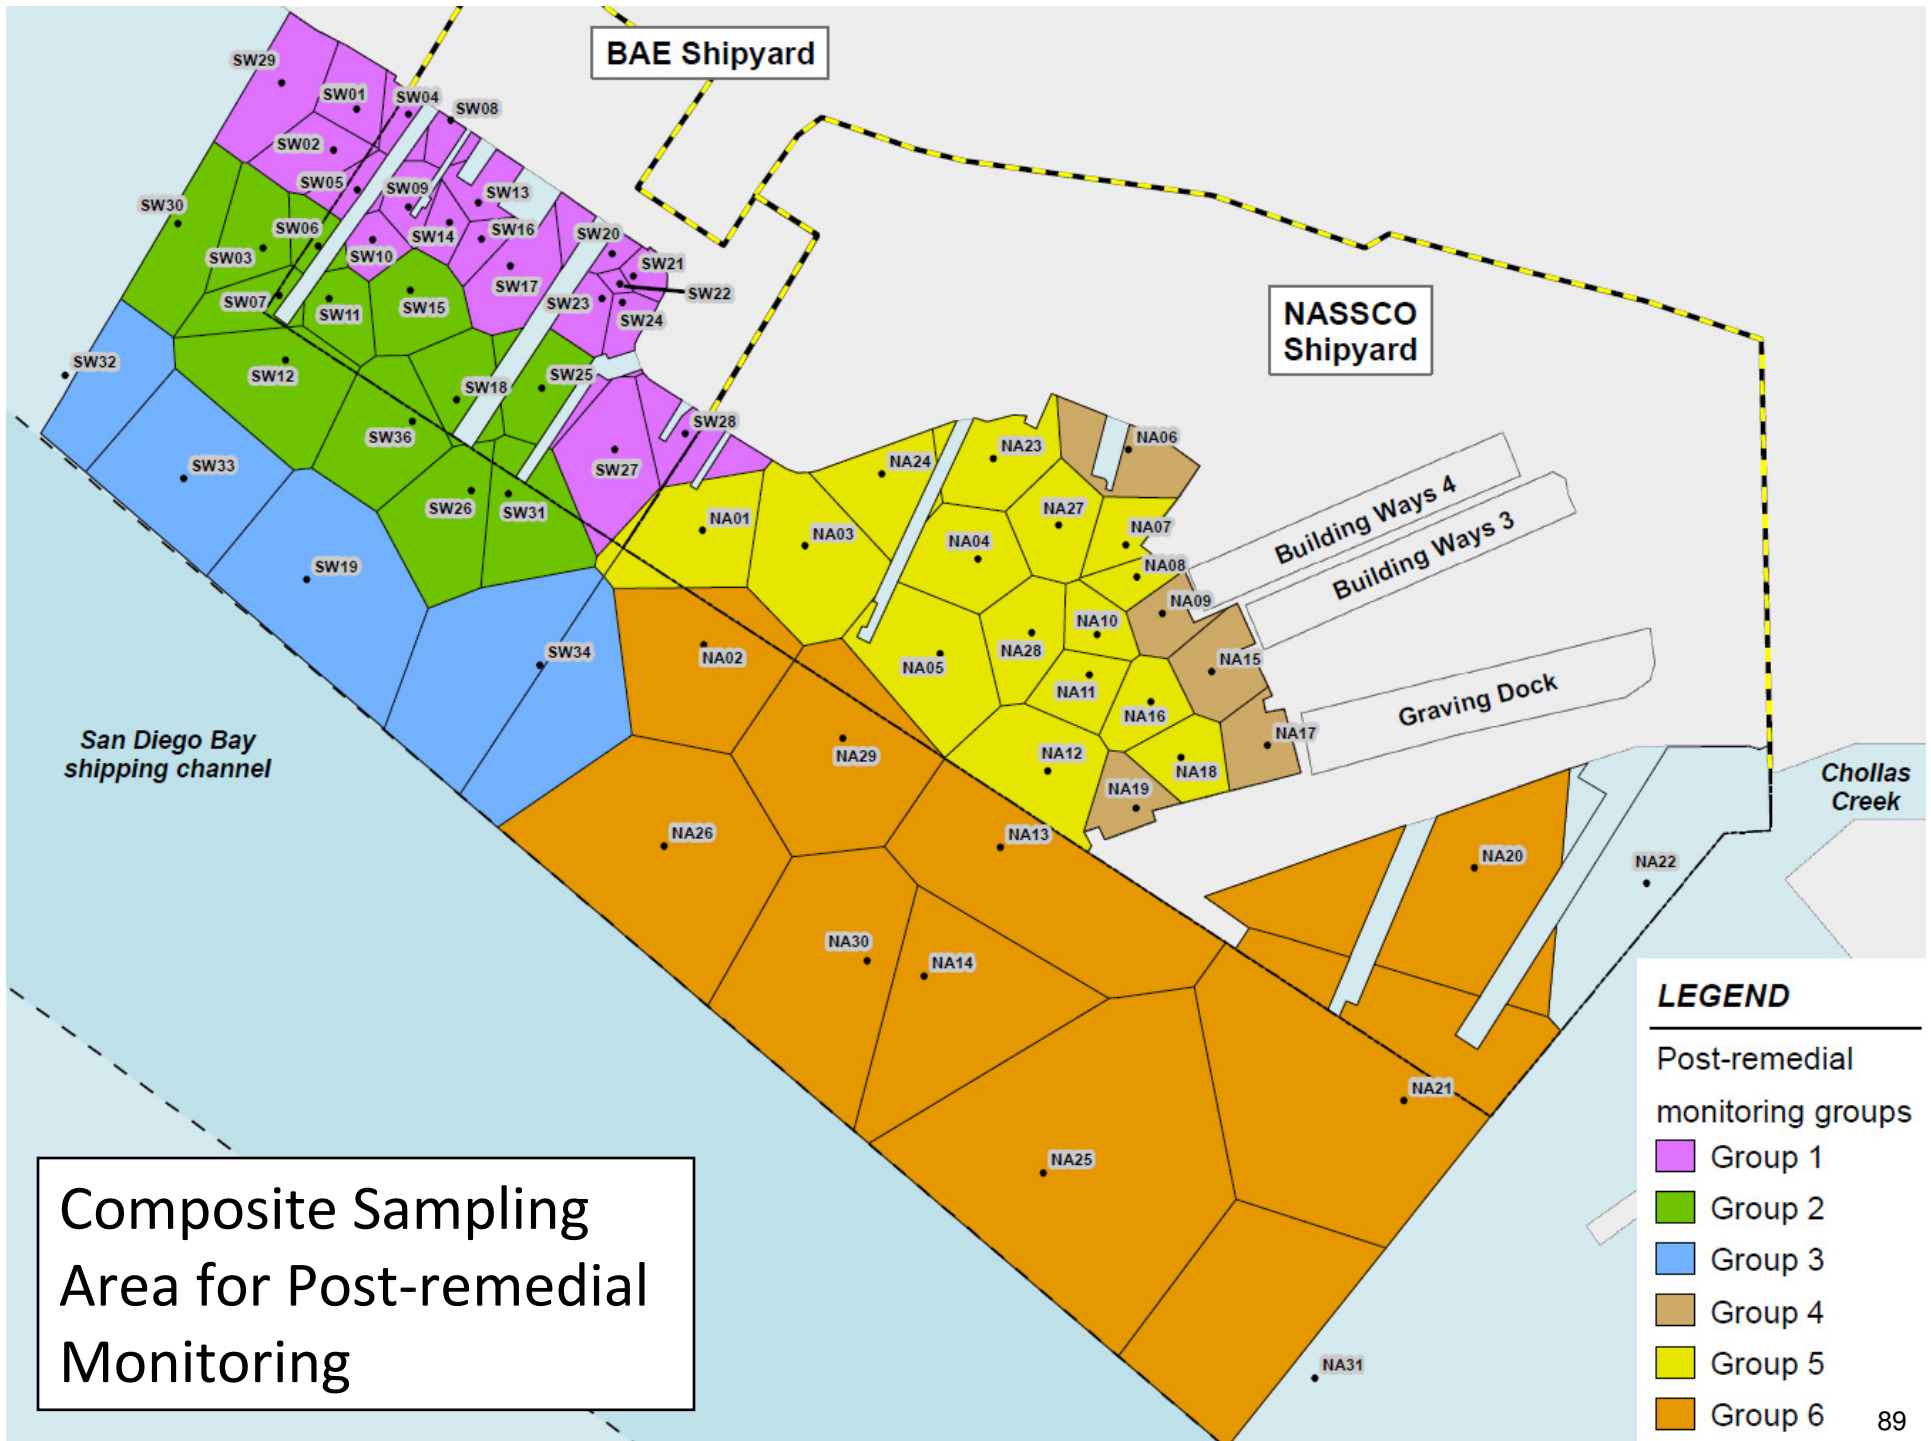 BAE Shipyard
SW29
SW01
SW04
SW08
SW02
SW05
SW09
SW13
SW30
SW06
SW14
SW16
SW20
SW03
SW10
SW21
SW17
SW22
SW07
SW11
SW15
SW23
SW24
NASSCO
Shipyard
SW32
SW12
SW18
SW25
SW36
SW28
SW33
SW27
SW26
SW31
SW19
SW34
NA24
NA23
NA06
NA01
NA03
NA27
NA07
NA04
NA08
NA09
NA10
NA28
NA02
NA05
NA15
NA11
NA16
NA17
NA29
NA12
NA18
NA19
NA26
NA13
NA20
NA22
NA30
NA14
NA21
NA25
NA31
Building Ways 4
Building Ways 3
Graving Dock
San Diego Bay
shipping channel
Chollas
Creek
LEGEND
Post-remedial
monitoring groups
Group 1
Group 2
Group 3
Group 4
Group 5
Group 6
Composite Sampling
Area for Post-remedial
Monitoring
89